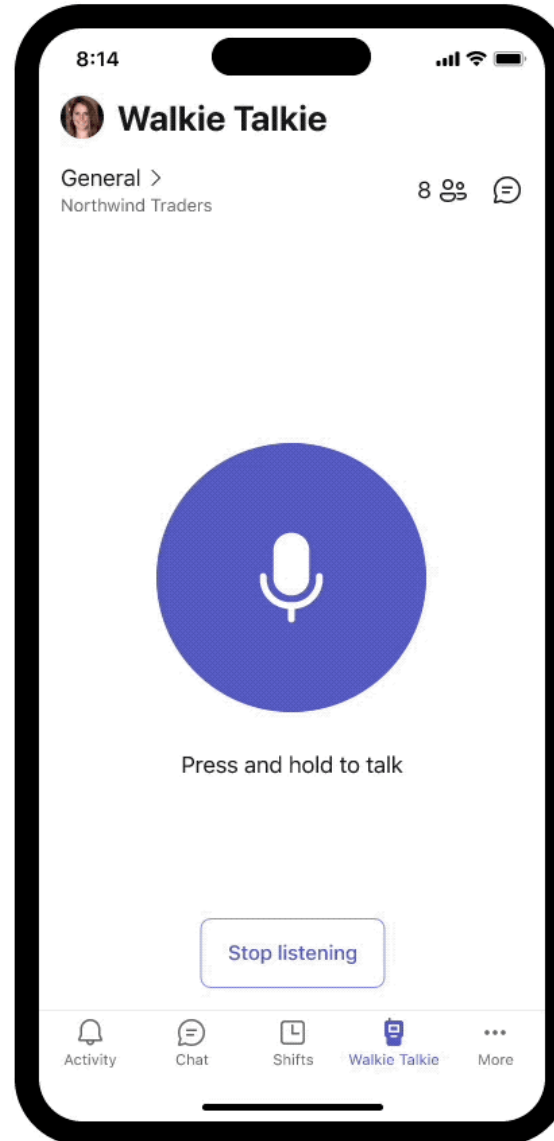 8:14
Walkie Talkie
General >
Northwind Traders
8
Press and hold to talk
Stop listening
Activity
Chat
Shifts
Walkie Talkie
More